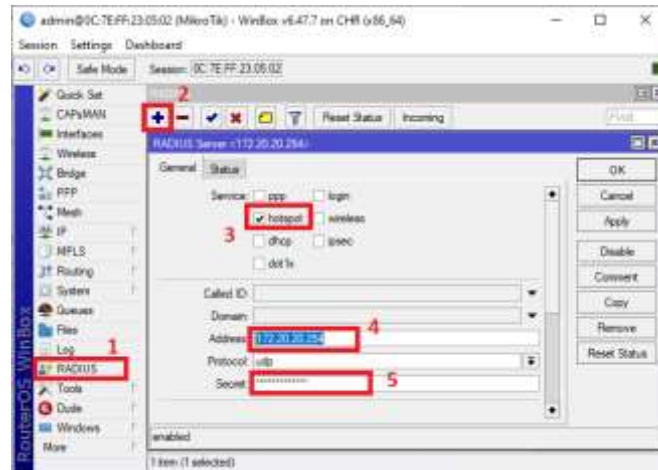 admin@0C:7E:FF:23:05:02 (MikroTik) - WinBox v6.47.7 on CHR (x86_64)
Session Settings Dashboard
Safe Mode Session: 0C:7E:FF:23:05:02
Quick Set
CAPsMAN
Interfaces
Wireless
Bridge
PPP
Mesh
IP
MPLS
Routing
System
Queues
Files
Log
RADIUS
Tools
Dude
Windows
More
RouterOS WinBox
1
2
Reset Status Incoming
Find
RADIUS Server <172.20.20.254>
General Status
Service: ppp login
hotspot wireless
3
dhcp ipsec
dot1x
Called ID:
Domain:
Address: 172.20.20.254
4
Protocol: udp
Secret: ************
5
OK
Cancel
Apply
Disable
Comment
Copy
Remove
Reset Status
enabled
1 item (1 selected)